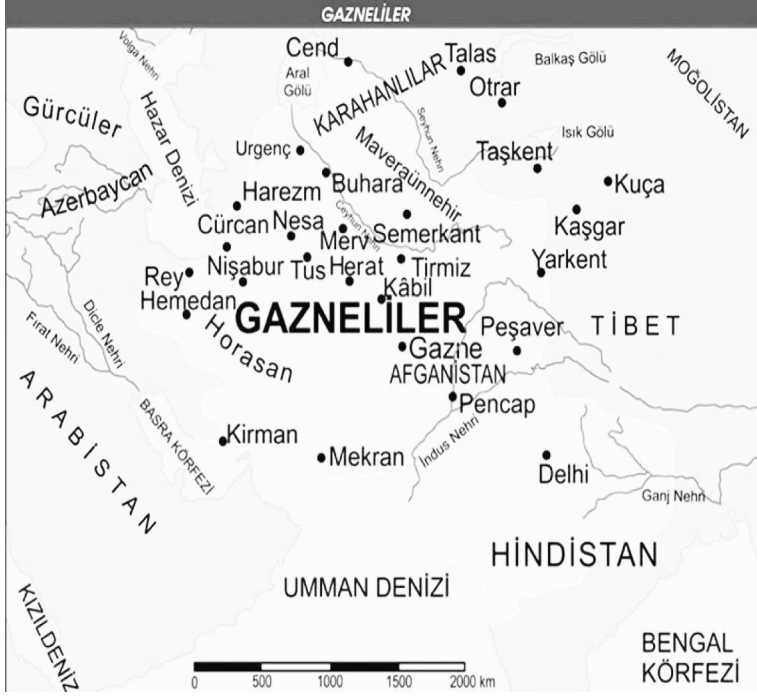 GAZNELİLER
Volga Nehri
Cend
Talas
Balkaş Gölü
MOĞOLİSTAN
Aral
Gölü
KARAHANLILAR
Otrar
Gürcüler
Hazar Denizi
Seyhun Nehri
Isık Gölü
Urgenç
Maveraünnehir
Taşkent
Azerbaycan
Harezm
Buhara
Kuça
Ceyhun Nehri
Cürcan
Nesa
Merv
Semerkant
Kaşgar
Rey
Nişabur
Tus
Herat
Tirmiz
Yarkent
Hemedan
Kâbil
GAZNELİLER
Dicle Nehri
Fırat Nehri
Horasan
Peşaver
TİBET
Gazne
AFGANİSTAN
ARABİSTAN
BASRA KÖRFEZİ
Pencap
Kirman
Mekran
İndus Nehri
Delhi
Ganj Nehri
HİNDİSTAN
UMMAN DENİZİ
KIZILDENİZ
BENGAL
KÖRFEZİ
0 500 1000 1500 2000 km